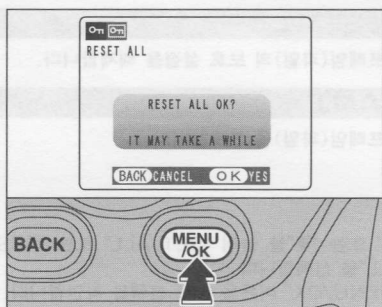 RESET ALL
RESET ALL OK?
IT MAY TAKE A WHILE
BACK CANCEL OK YES
BACK
MENU
/OK